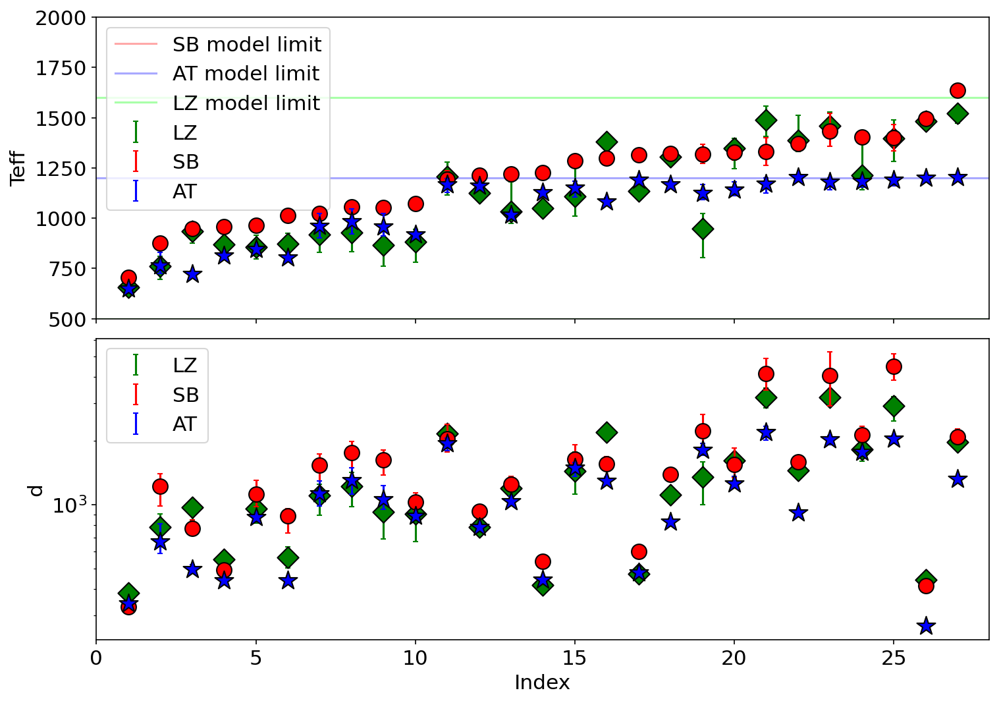 2000
1750
1500
1250
1000
750
500
Teff
SB model limit
AT model limit
LZ model limit
LZ
SB
AT
LZ
SB
AT
10³
d
0
5
10
15
20
25
Index